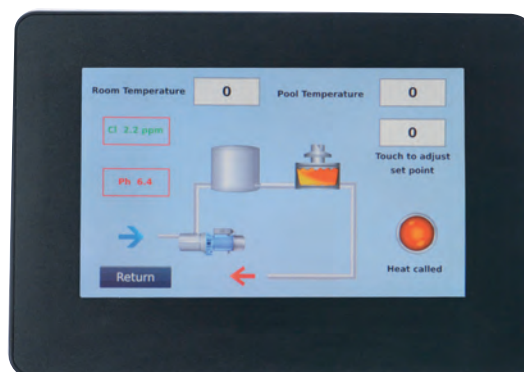 Room Temperature 0 Pool Temperature 0
Cl 2.2 ppm
0
Touch to adjust
set point
Ph 6.4
Heat called
Return